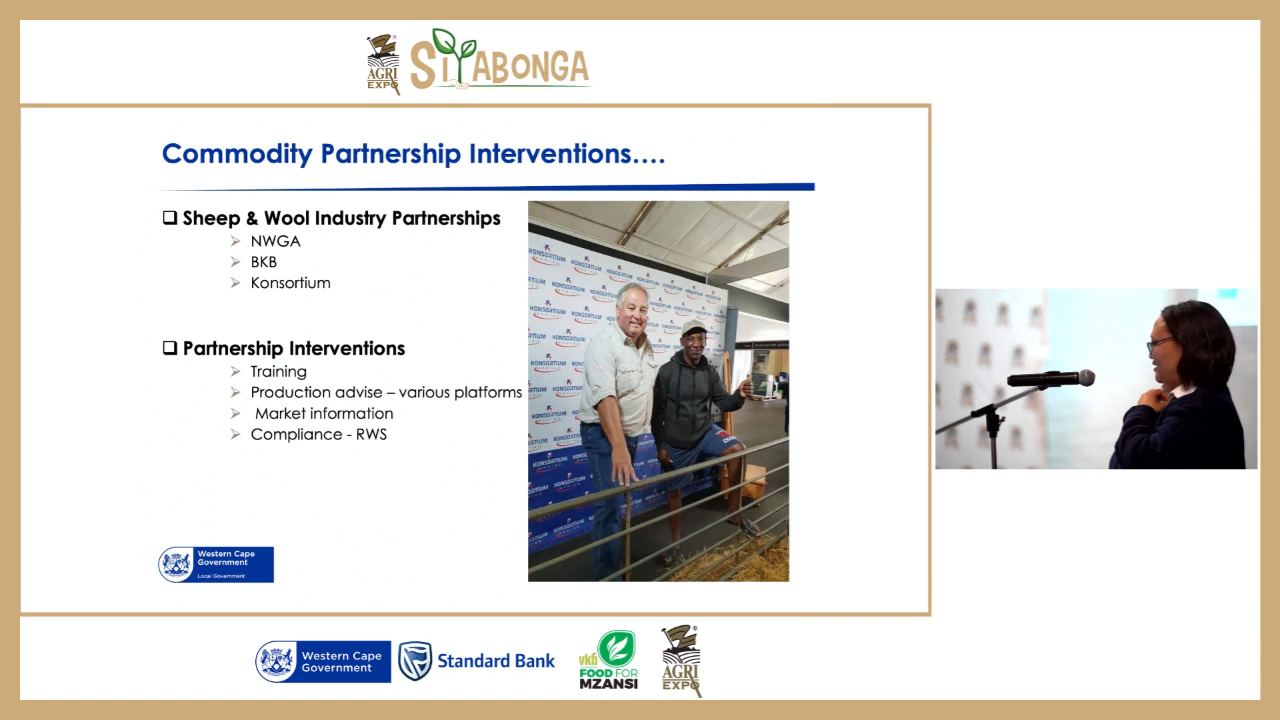 AGRI
EXPO
SIYABONGA
Commodity Partnership Interventions....
Sheep & Wool Industry Partnerships
NWGA
BKB
Konsortium
Partnership Interventions
Training
Production advise – various platforms
Market information
Compliance - RWS
KONSORTIUM
Western Cape
Government
Local Government
Western Cape
Government
Standard Bank
vkb
FOOD FOR
MZANSI
AGRI
EXPO